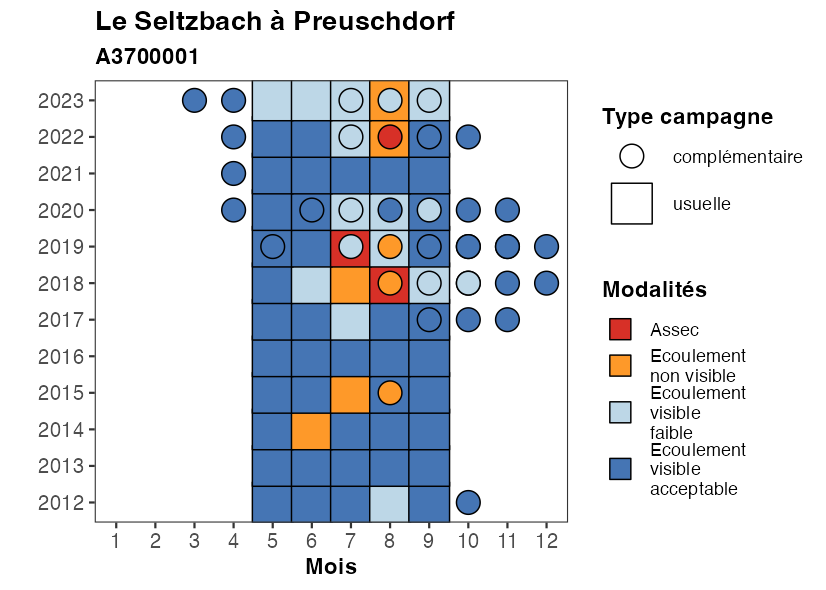 Le Seltzbach à Preuschdorf
A3700001
2023
2022
2021
2020
2019
2018
2017
2016
2015
2014
2013
2012
1 2 3 4 5 6 7 8 9 10 11 12
Mois
Type campagne
complémentaire
usuelle
Modalités
Assec
Ecoulement
non visible
Ecoulement
visible
faible
Ecoulement
visible
acceptable